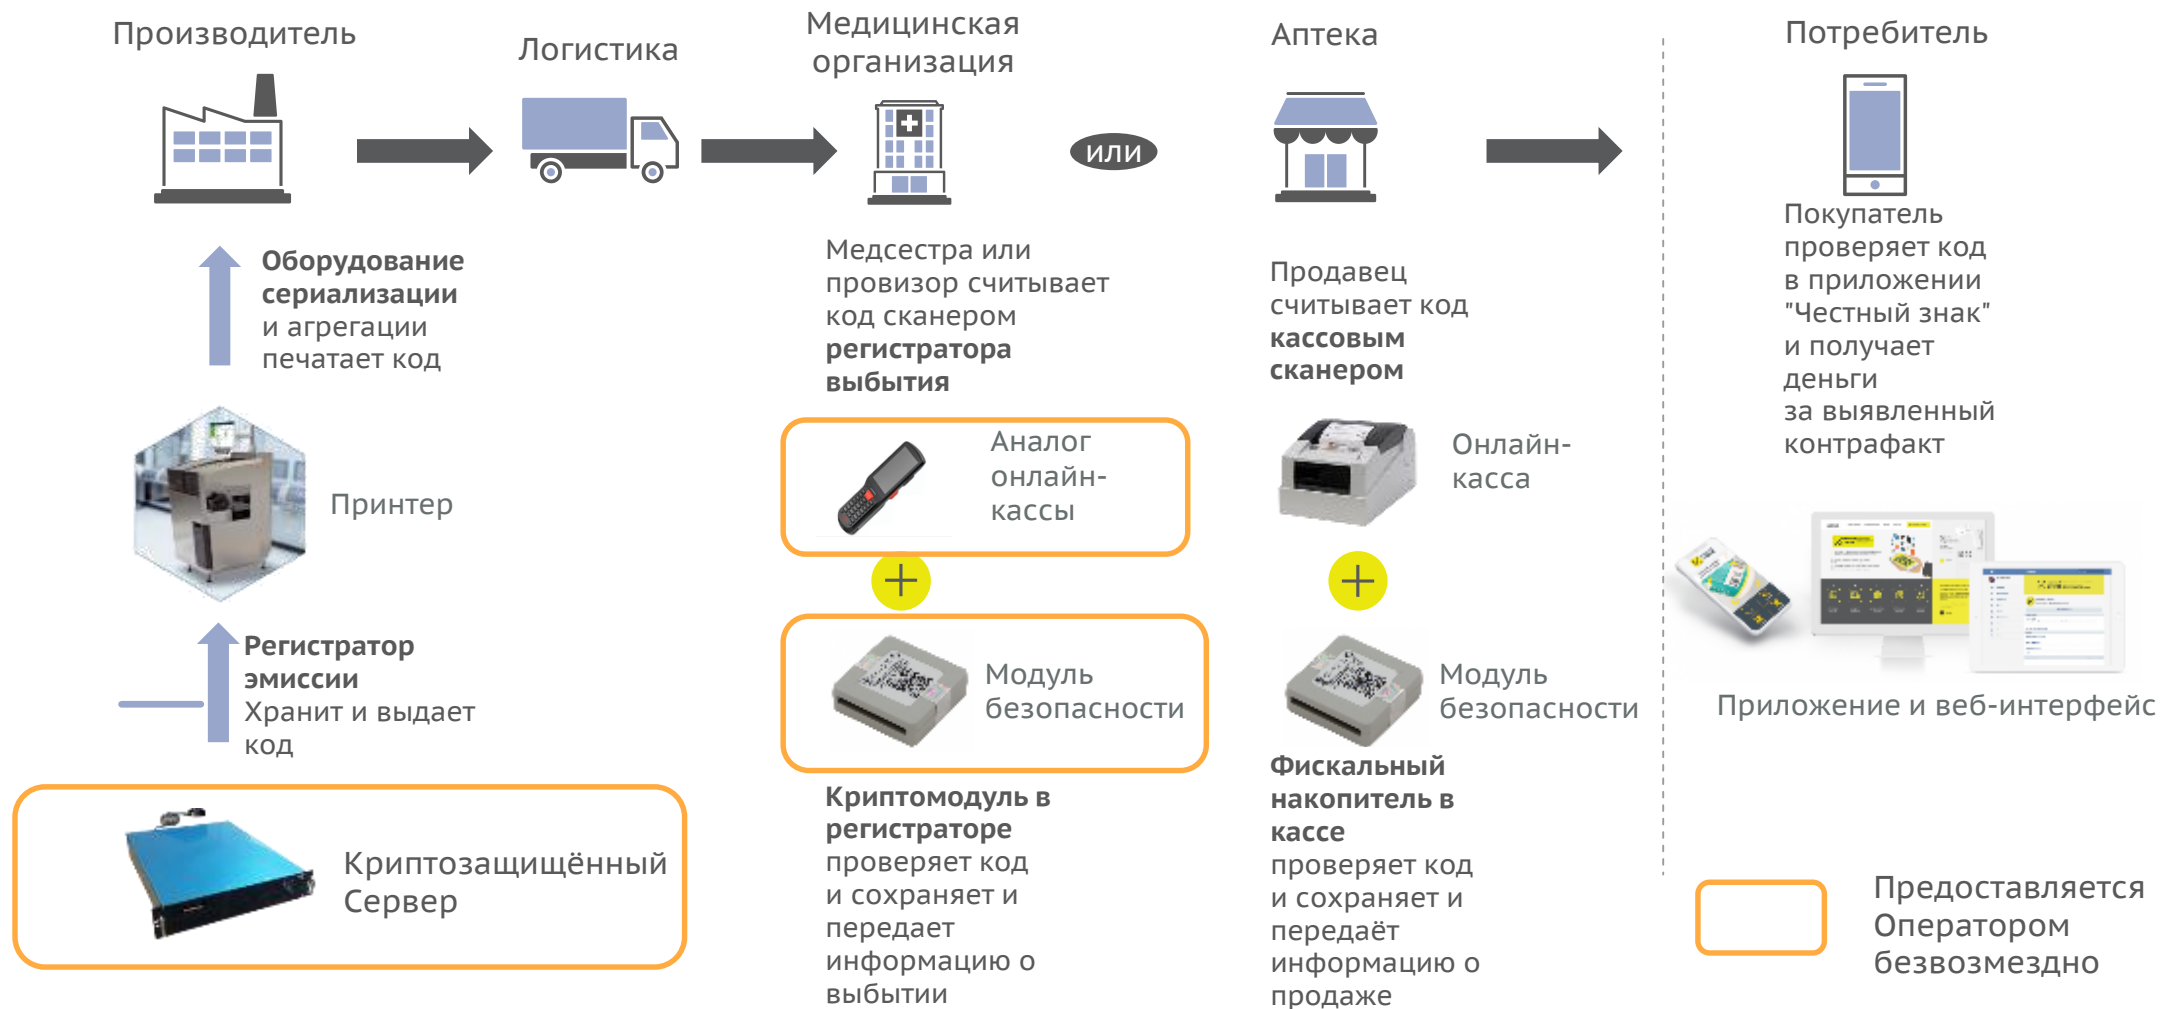 Производитель
Логистика
Медицинская
организация
или
Аптека
Потребитель
Оборудование
сериализации
и агрегации
печатает код
Принтер
Регистратор
эмиссии
Хранит и выдает
код
Криптозащищённый
Сервер
Медсестра или
провизор считывает
код сканером
регистратора
выбытия
Аналог
онлайн-
кассы
+
Модуль
безопасности
Криптомодуль в
регистраторе
проверяет код
и сохраняет и
передает
информацию о
выбытии
Продавец
считывает код
кассовым
сканером
Онлайн-
касса
+
Модуль
безопасности
Фискальный
накопитель в
кассе
проверяет код
и сохраняет и
передаёт
информацию о
продаже
Покупатель
проверяет код
в приложении
"Честный знак"
и получает
деньги
за выявленный
контрафакт
Приложение и веб-интерфейс
Предоставляется
Оператором
безвозмездно